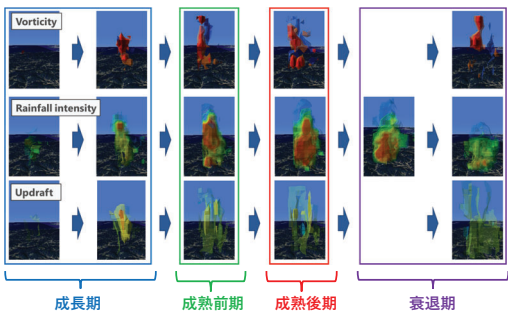 Vorticity
Rainfall intensity
Updraft
成長期
成熟前期
成熟後期
衰退期